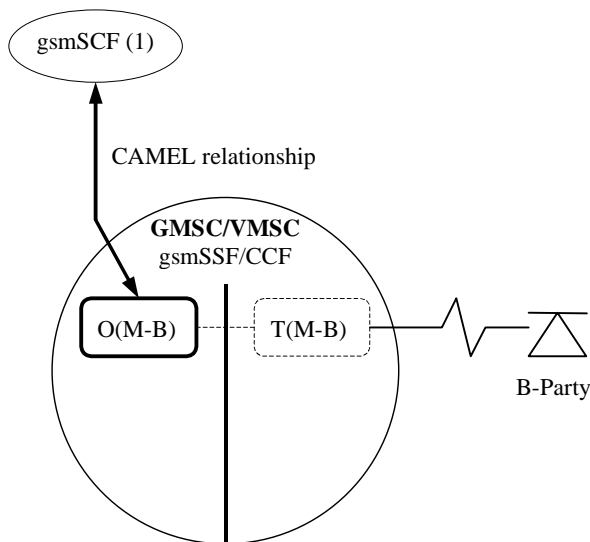 gsmSCF (1)
CAMEL relationship
GMSC/VMSC
gsmSSF/CCF
O(M-B)
T(M-B)
B-Party